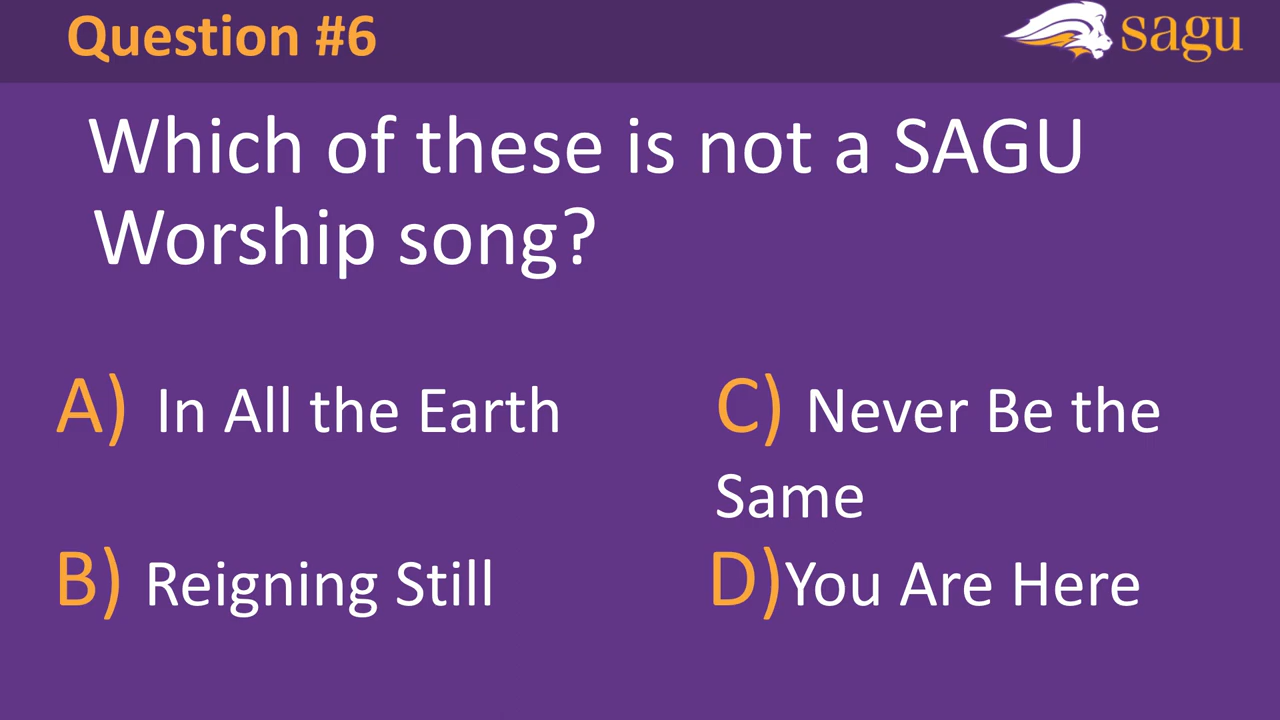 Question #6
sagu
Which of these is not a SAGU
Worship song?
A) In All the Earth
B) Reigning Still
C) Never Be the
Same
D)You Are Here